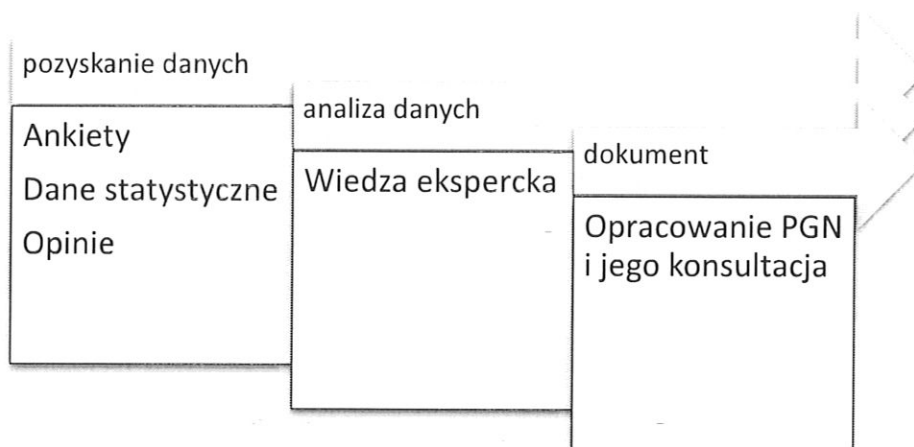 pozyskanie danych
Ankiety
Dane statystyczne
Opinie
analiza danych
Wiedza ekspercka
dokument
Opracowanie PGN
i jego konsultacja